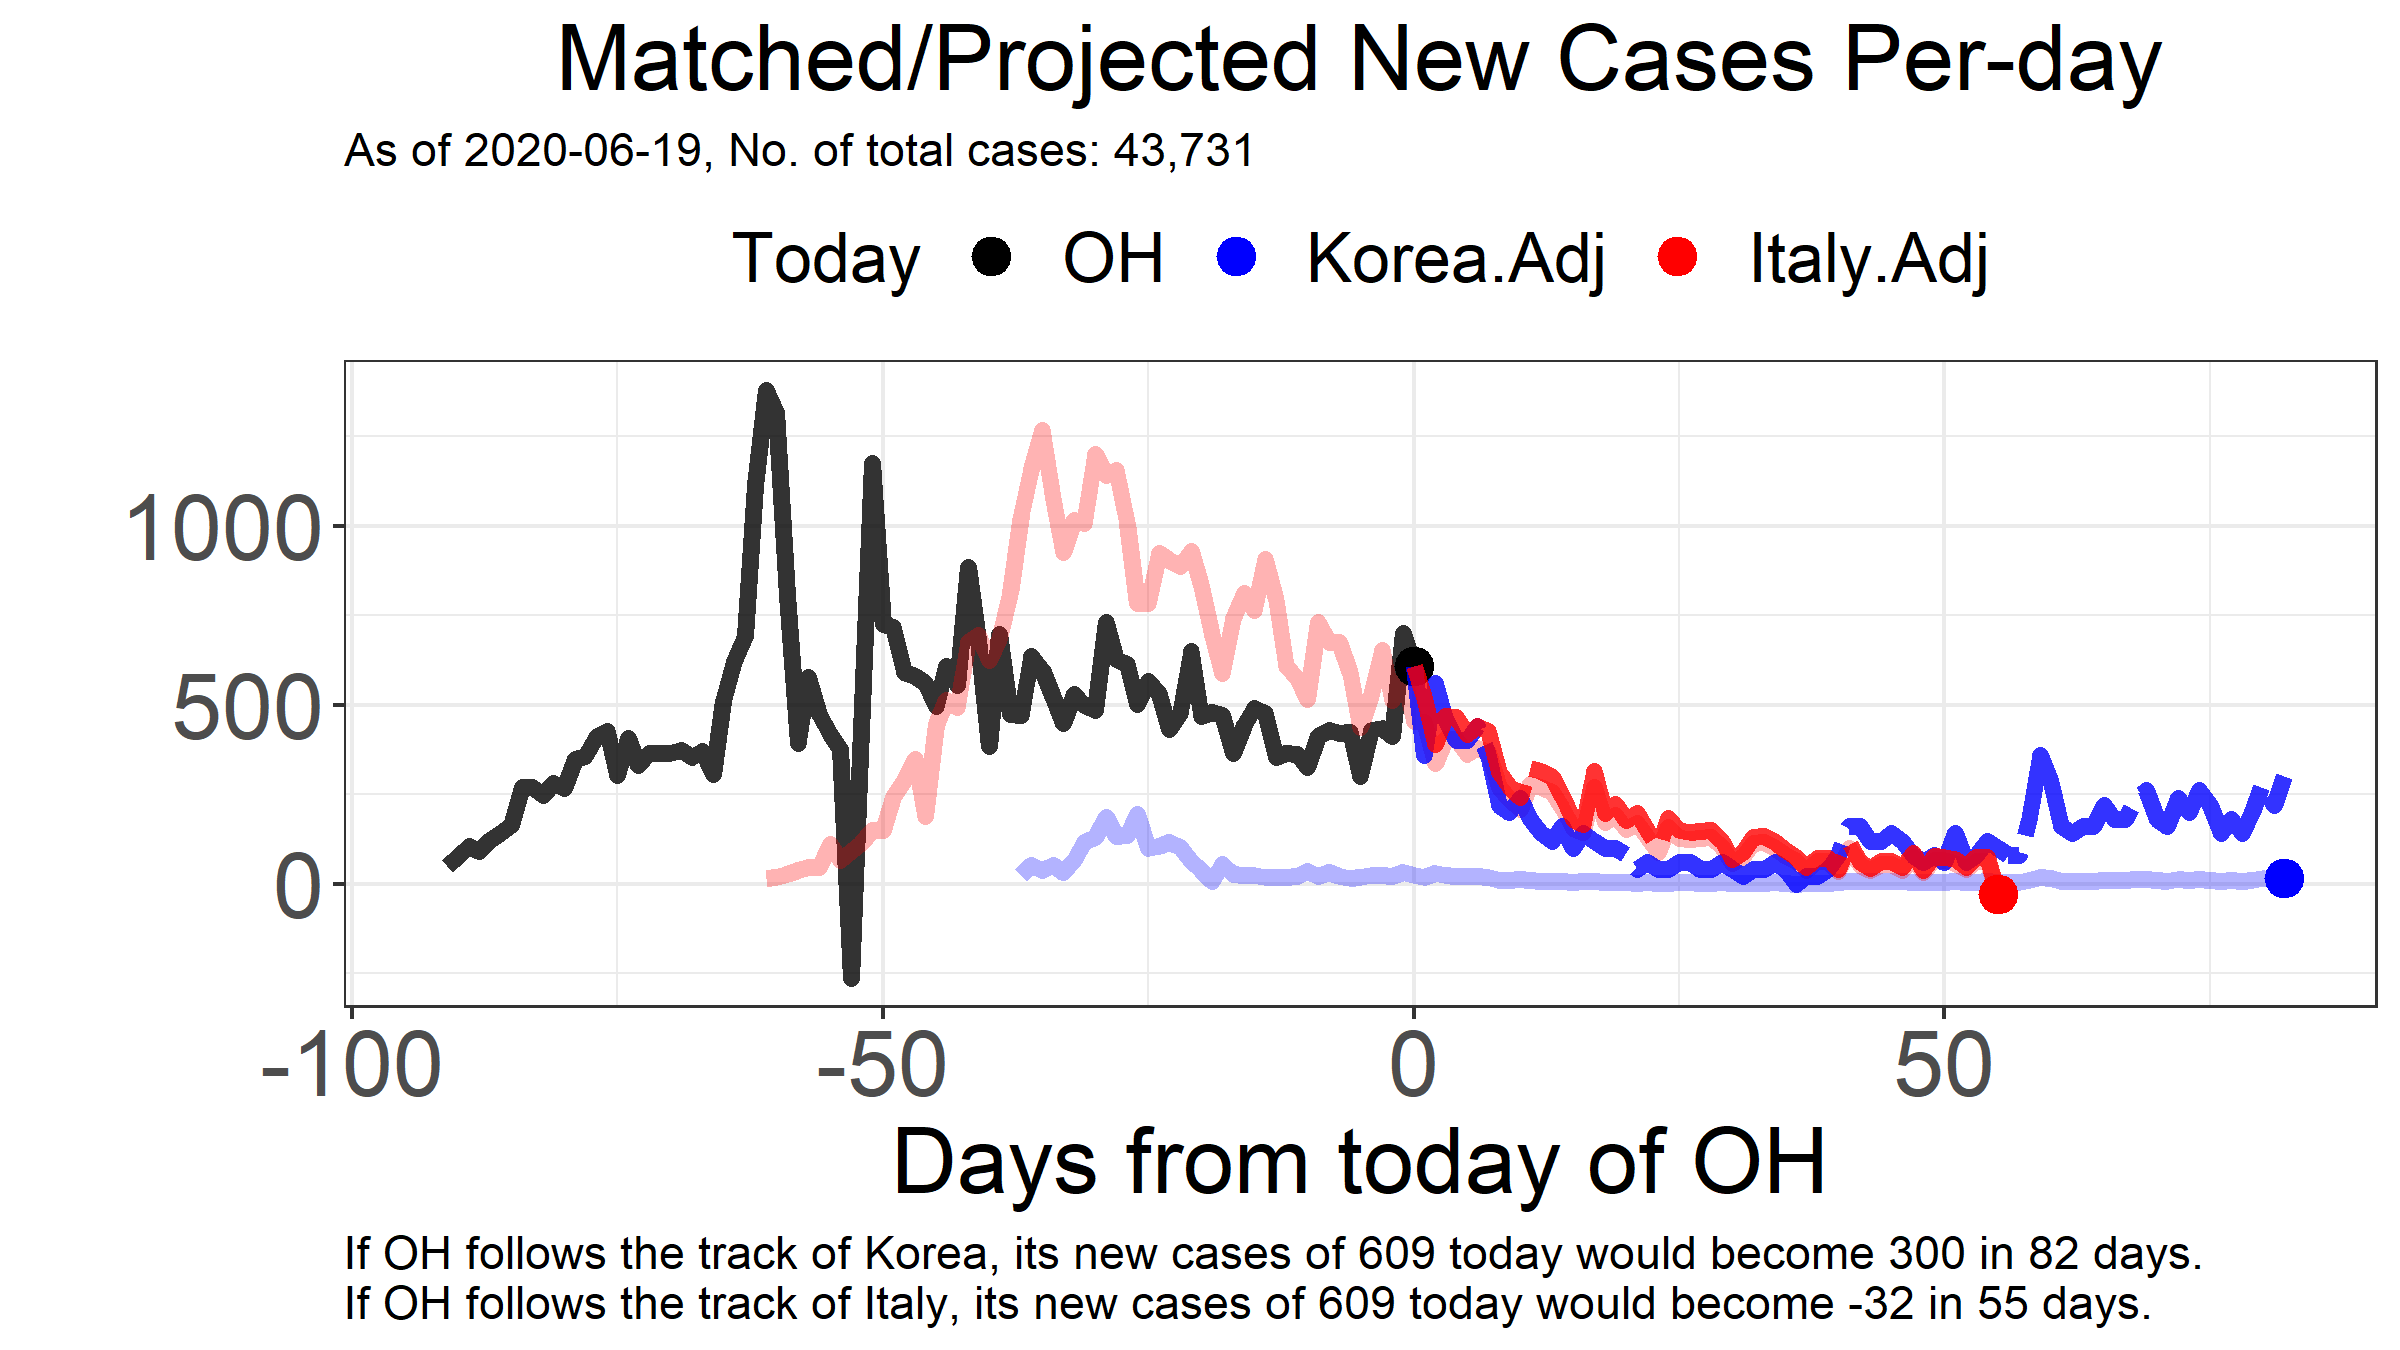 Matched/Projected New Cases Per-day
As of 2020-06-19, No. of total cases: 43,731
Today OH Korea.Adj Italy.Adj
1000
500
0
-100 -50 0 50
Days from today of OH
If OH follows the track of Korea, its new cases of 609 today would become 300 in 82 days.
If OH follows the track of Italy, its new cases of 609 today would become -32 in 55 days.